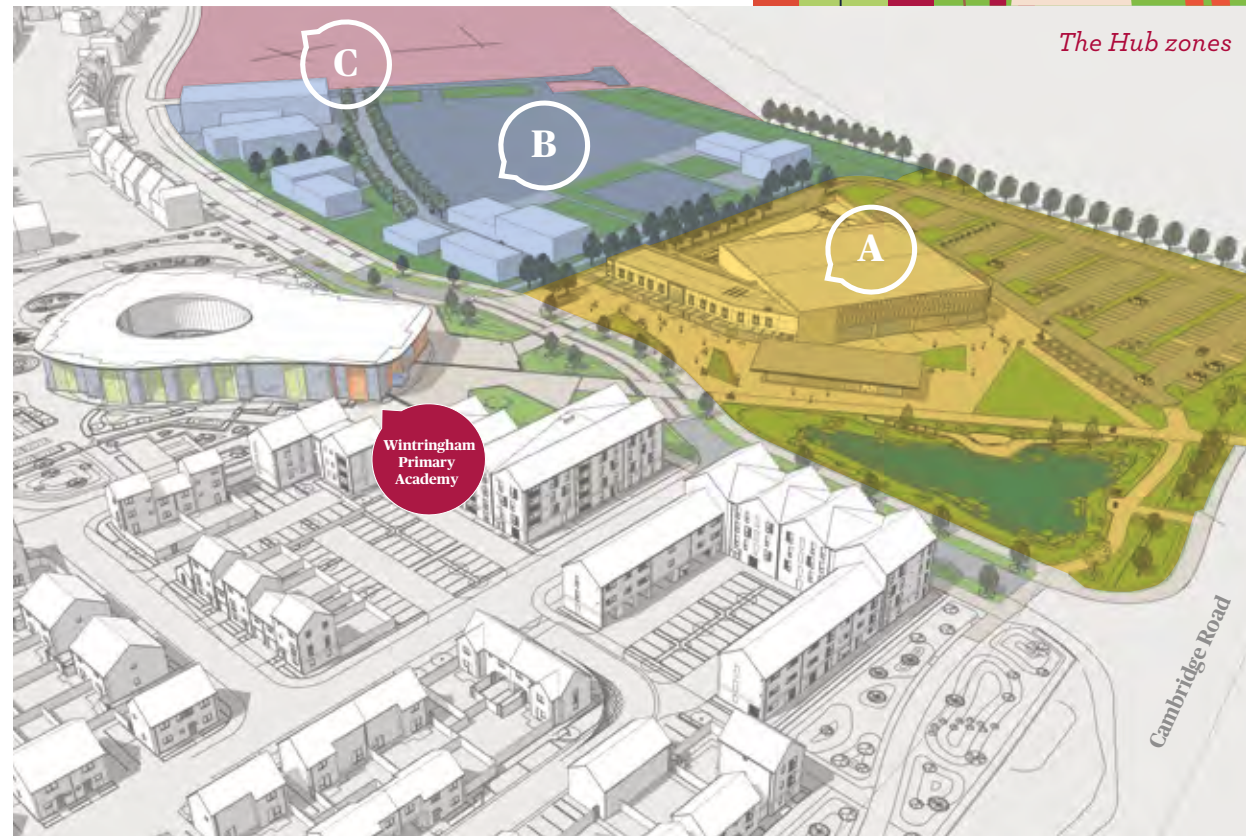 The Hub zones
C
B
A
Wintringham
Primary
Academy
Cambridge Road